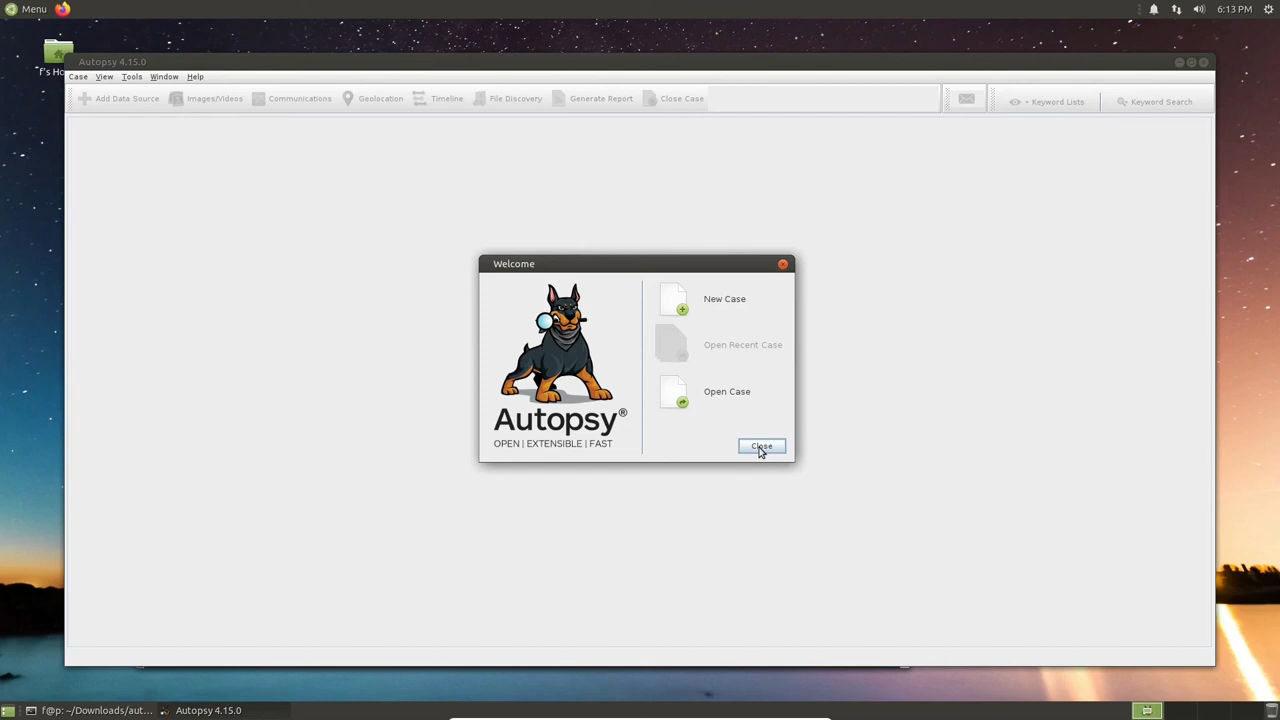 Menu
6:13 PM
f's Ho
Autopsy 4.15.0
Case View Tools Window Help
Add Data Source Images/Videos Communications Geolocation Timeline File Discovery Generate Report Close Case Keyword Lists Keyword Search
Welcome
New Case
Open Recent Case
Open Case
Autopsy®
OPEN | EXTENSIBLE | FAST
Close
f@p: ~/Downloads/aut... Autopsy 4.15.0